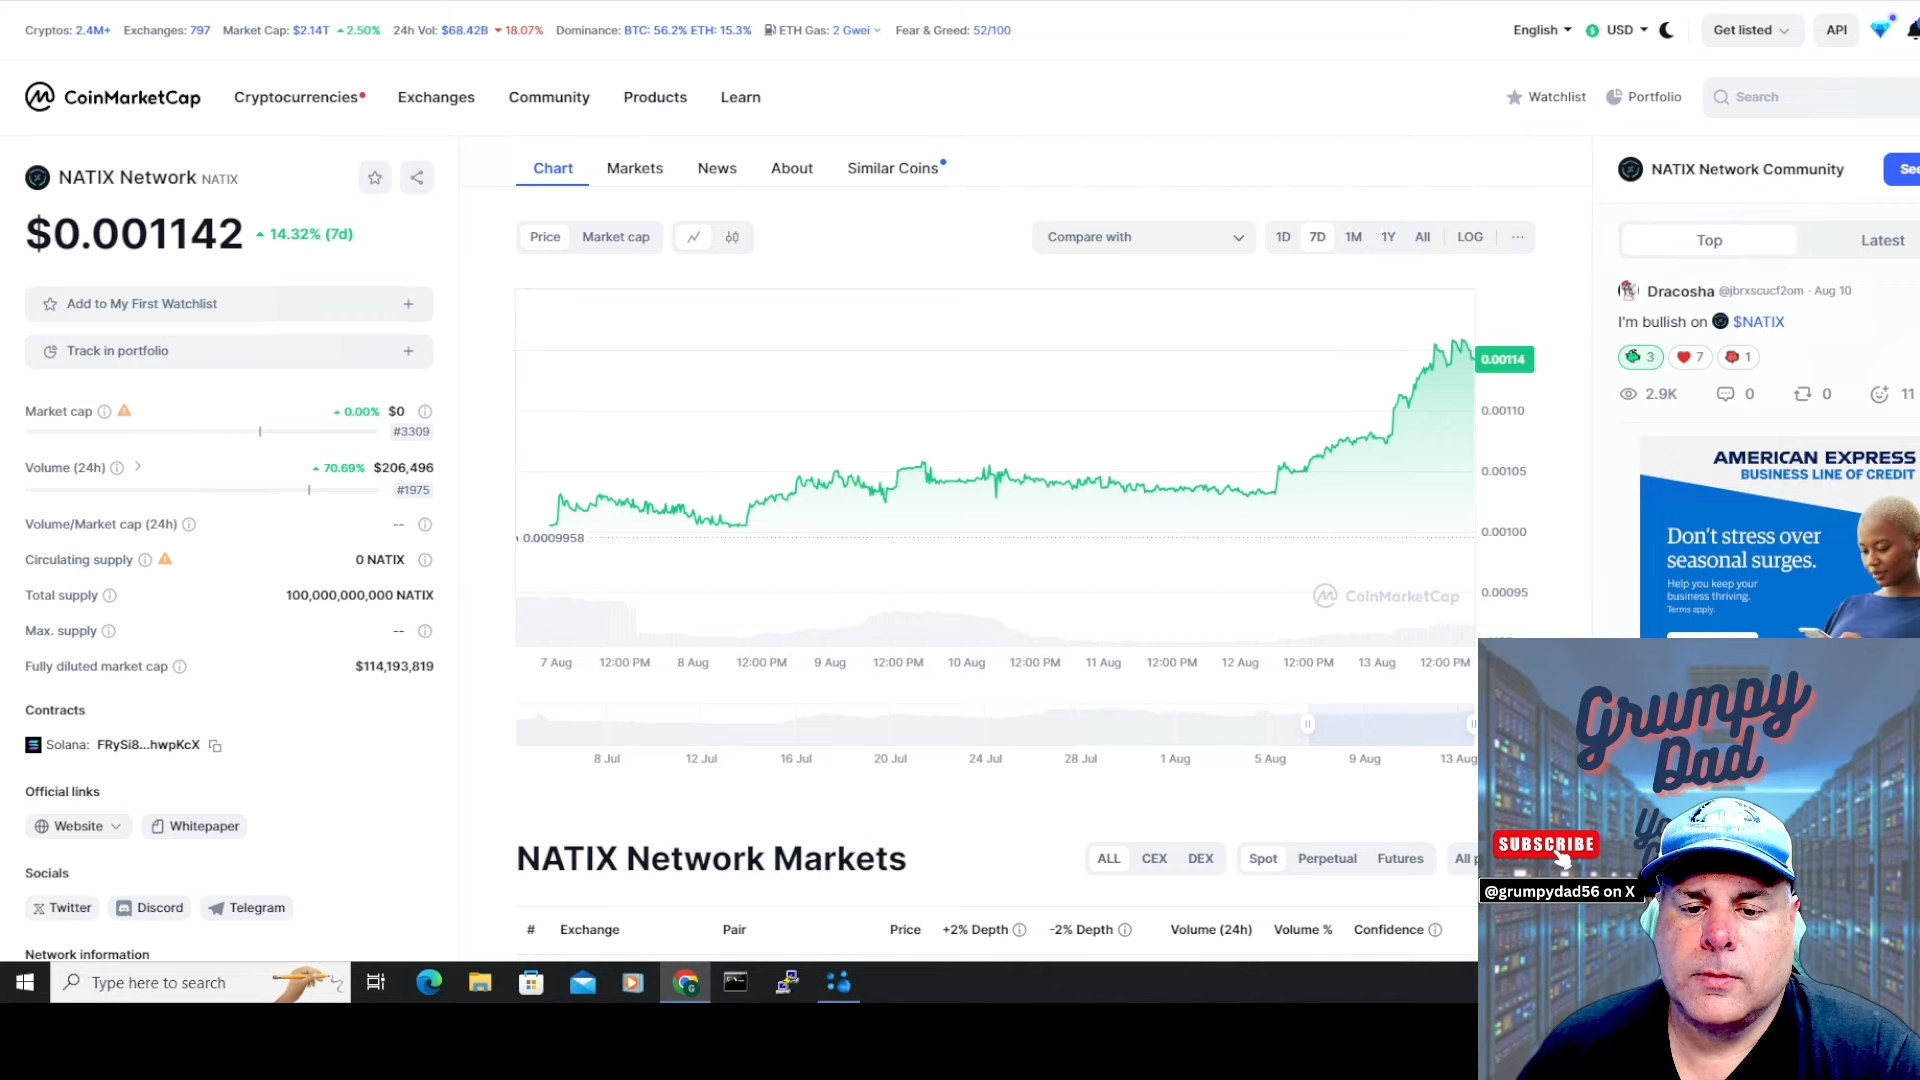 Cryptos: 2.4M+ Exchanges: 797 Market Cap: $2.14T 2.50% 24h Vol: $68.42B 18.07% Dominance: BTC: 56.2% ETH: 15.3% ETH Gas: 2 Gwei Fear & Greed: 52/100
English USD Get listed API
CoinMarketCap Cryptocurrencies Exchanges Community Products Learn
Watchlist Portfolio Search
NATIX Network NATIX
$0.001142 14.32% (7d)
Add to My First Watchlist +
Track in portfolio +
Market cap 0.00% $0
#3309
Volume (24h) 70.69% $206,496
#1975
Volume/Market cap (24h) --
Circulating supply 0 NATIX
Total supply 100,000,000,000 NATIX
Max. supply --
Fully diluted market cap $114,193,819
Contracts
Solana: FRySi8...hwpKcX
Official links
Website Whitepaper
Socials
Twitter Discord Telegram
Network information
Chart Markets News About Similar Coins
Price Market cap
Compare with 1D 7D 1M 1Y All LOG ...
0.00114
0.00110
0.00105
0.00100
0.00095
0.0009958
CoinMarketCap
7 Aug 12:00 PM 8 Aug 12:00 PM 9 Aug 12:00 PM 10 Aug 12:00 PM 11 Aug 12:00 PM 12 Aug 12:00 PM 13 Aug 12:00 PM
8 Jul 12 Jul 16 Jul 20 Jul 24 Jul 28 Jul 1 Aug 5 Aug 9 Aug 13 Aug
NATIX Network Markets
ALL CEX DEX Spot Perpetual Futures All
# Exchange Pair Price +2% Depth -2% Depth Volume (24h) Volume % Confidence
NATIX Network Community
Top Latest
Dracosha @jbrxscucf2om · Aug 10
I'm bullish on $NATIX
3 7 1
2.9K 0 0 11
AMERICAN EXPRESS
BUSINESS LINE OF CREDIT
Don't stress over
seasonal surges.
Help you keep your
business thriving.
Terms apply.
Grumpy
Dad
SUBSCRIBE
@grumpydad56 on X
Type here to search